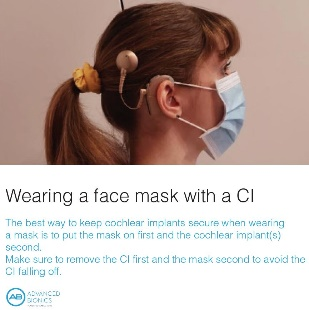 Wearing a face mask with a CI
The best way to keep cochlear implants secure when wearing
a mask is to put the mask on first and the cochlear implant(s)
second.
Make sure to remove the CI first and the mask second to avoid the
CI falling off.
AB ADVANCED
BIONICS